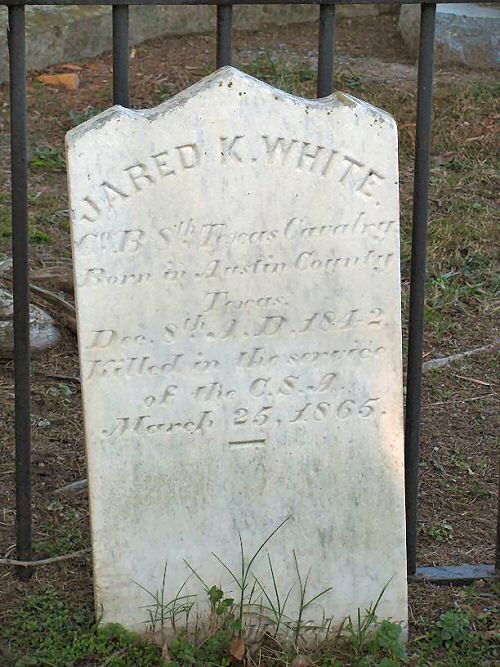 JARED K. WHITE.
Co. B 8th Texas Cavalry
Born in Austin County
Texas.
Dec. 8th A.D. 1842.
Killed in the service
of the C.S.A.
March 25, 1865.